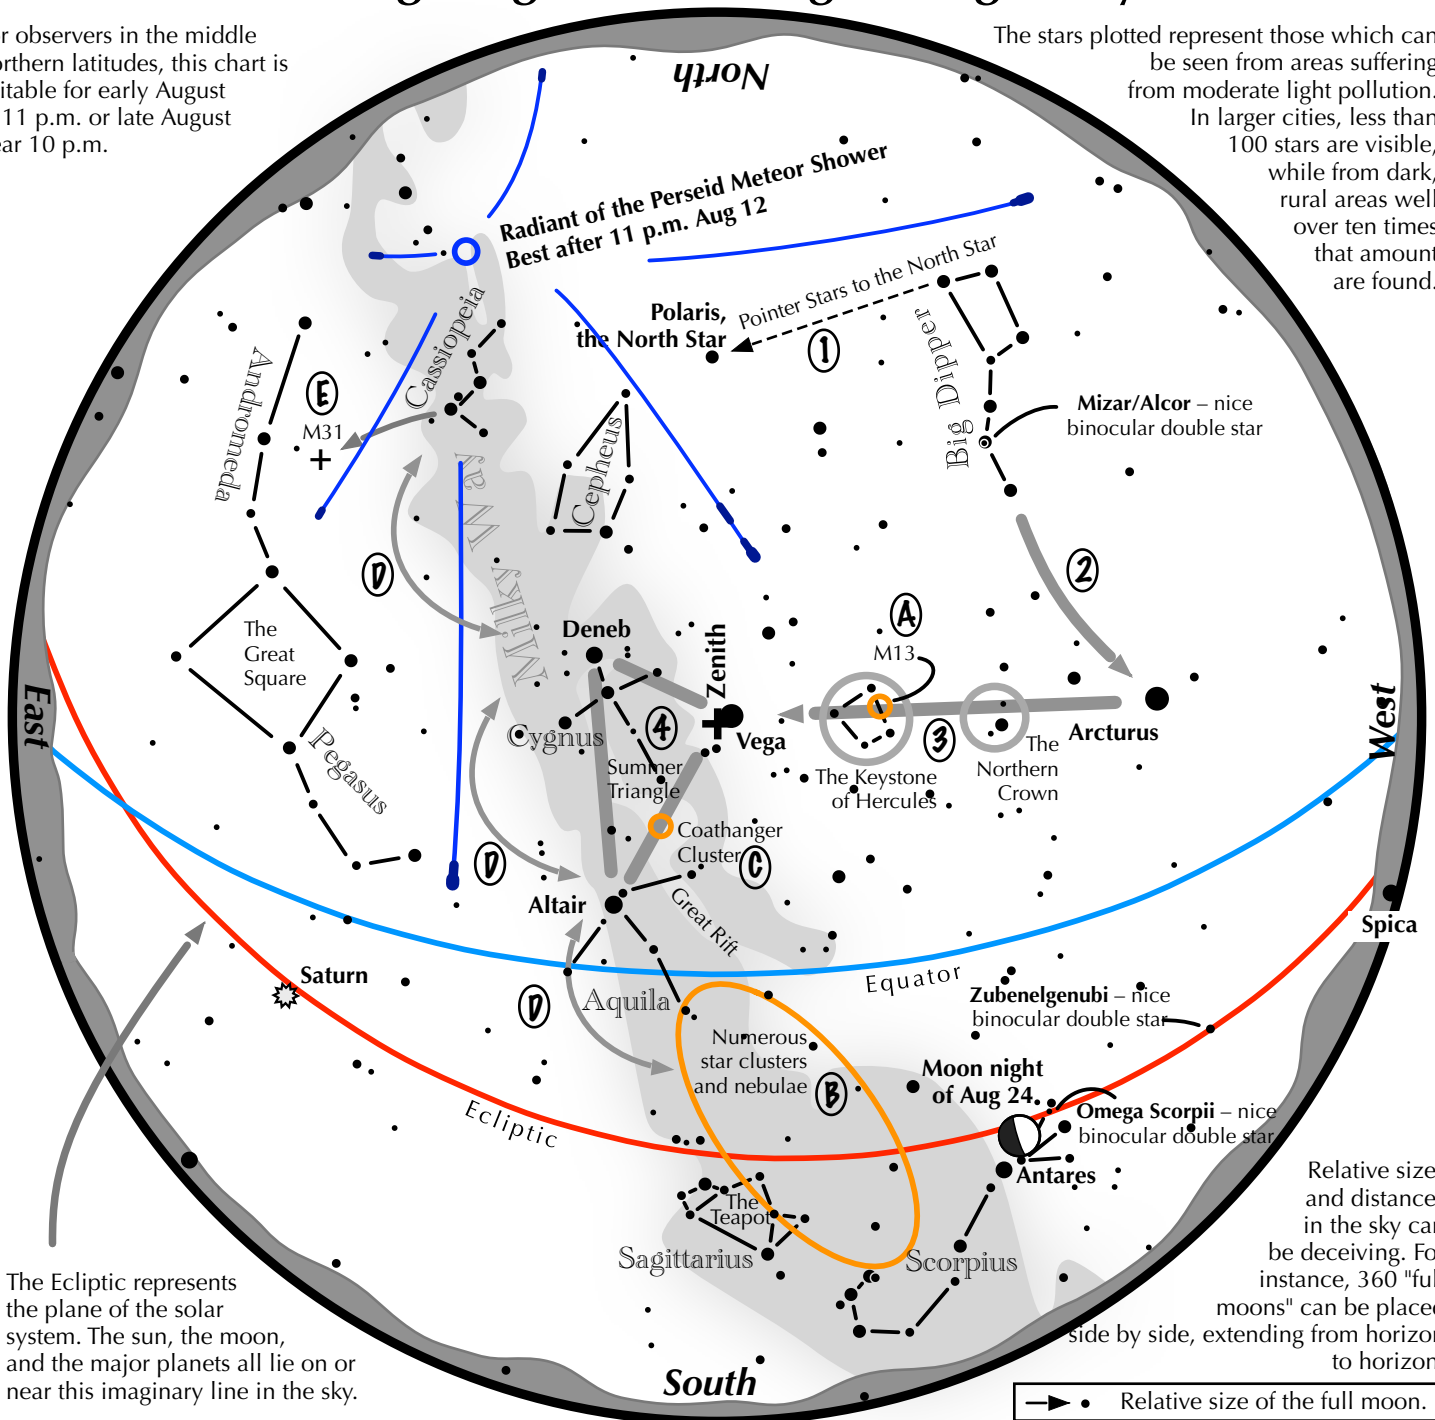 r observers in the middle
orthern latitudes, this chart is
itable for early August
11 p.m. or late August
ear 10 p.m.
The stars plotted represent those which can
be seen from areas suffering
from moderate light pollution.
In larger cities, less than
100 stars are visible,
while from dark,
rural areas well
over ten times
that amount
are found.
North
Radiant of the Perseid Meteor Shower
Best after 11 p.m. Aug 12
Pointer Stars to the North Star
Polaris,
the North Star
1
Cassiopeia
Andromeda
E
M31
Big Dipper
Mizar/Alcor – nice
binocular double star
Cepheus
Milky Way
D
2
The
Great
Square
Deneb
Zenith
A
M13
East
West
Cygnus
4
Vega
3
Arcturus
Summer
Triangle
The Keystone
of Hercules
The
Northern
Crown
Pegasus
Coathanger
Cluster
C
D
Altair
Great Rift
Spica
Saturn
Equator
Zubenelgenubi – nice
binocular double star
D
Aquila
Numerous
star clusters
and nebulae
B
Moon night
of Aug 24
Omega Scorpii – nice
binocular double star
Ecliptic
Antares
The
Teapot
Sagittarius
Scorpius
Relative size
and distance
in the sky can
be deceiving. Fo
instance, 360 "ful
moons" can be placed
side by side, extending from horizon
to horizon
The Ecliptic represents
the plane of the solar
system. The sun, the moon,
and the major planets all lie on or
near this imaginary line in the sky.
South
Relative size of the full moon.